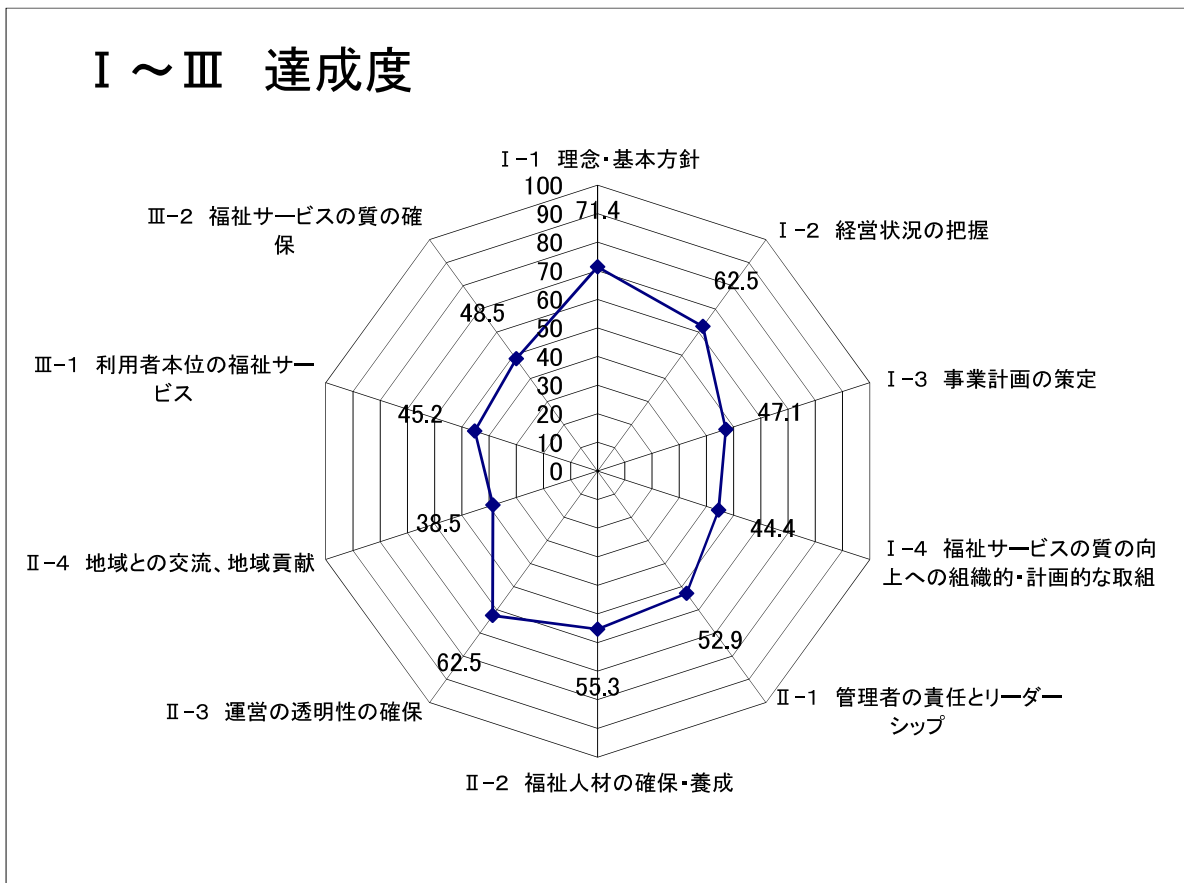 Ⅰ～Ⅲ 達成度
Ⅰ-1 理念・基本方針
Ⅰ-2 経営状況の把握
Ⅰ-3 事業計画の策定
Ⅰ-4 福祉サービスの質の向
上への組織的・計画的な取組
Ⅱ-1 管理者の責任とリーダー
シップ
Ⅱ-2 福祉人材の確保・養成
Ⅱ-3 運営の透明性の確保
Ⅱ-4 地域との交流、地域貢献
Ⅲ-1 利用者本位の福祉サー
ビス
Ⅲ-2 福祉サービスの質の確
保
100
90
80
70
60
50
40
30
20
10
0
71.4
62.5
47.1
44.4
52.9
55.3
62.5
38.5
45.2
48.5